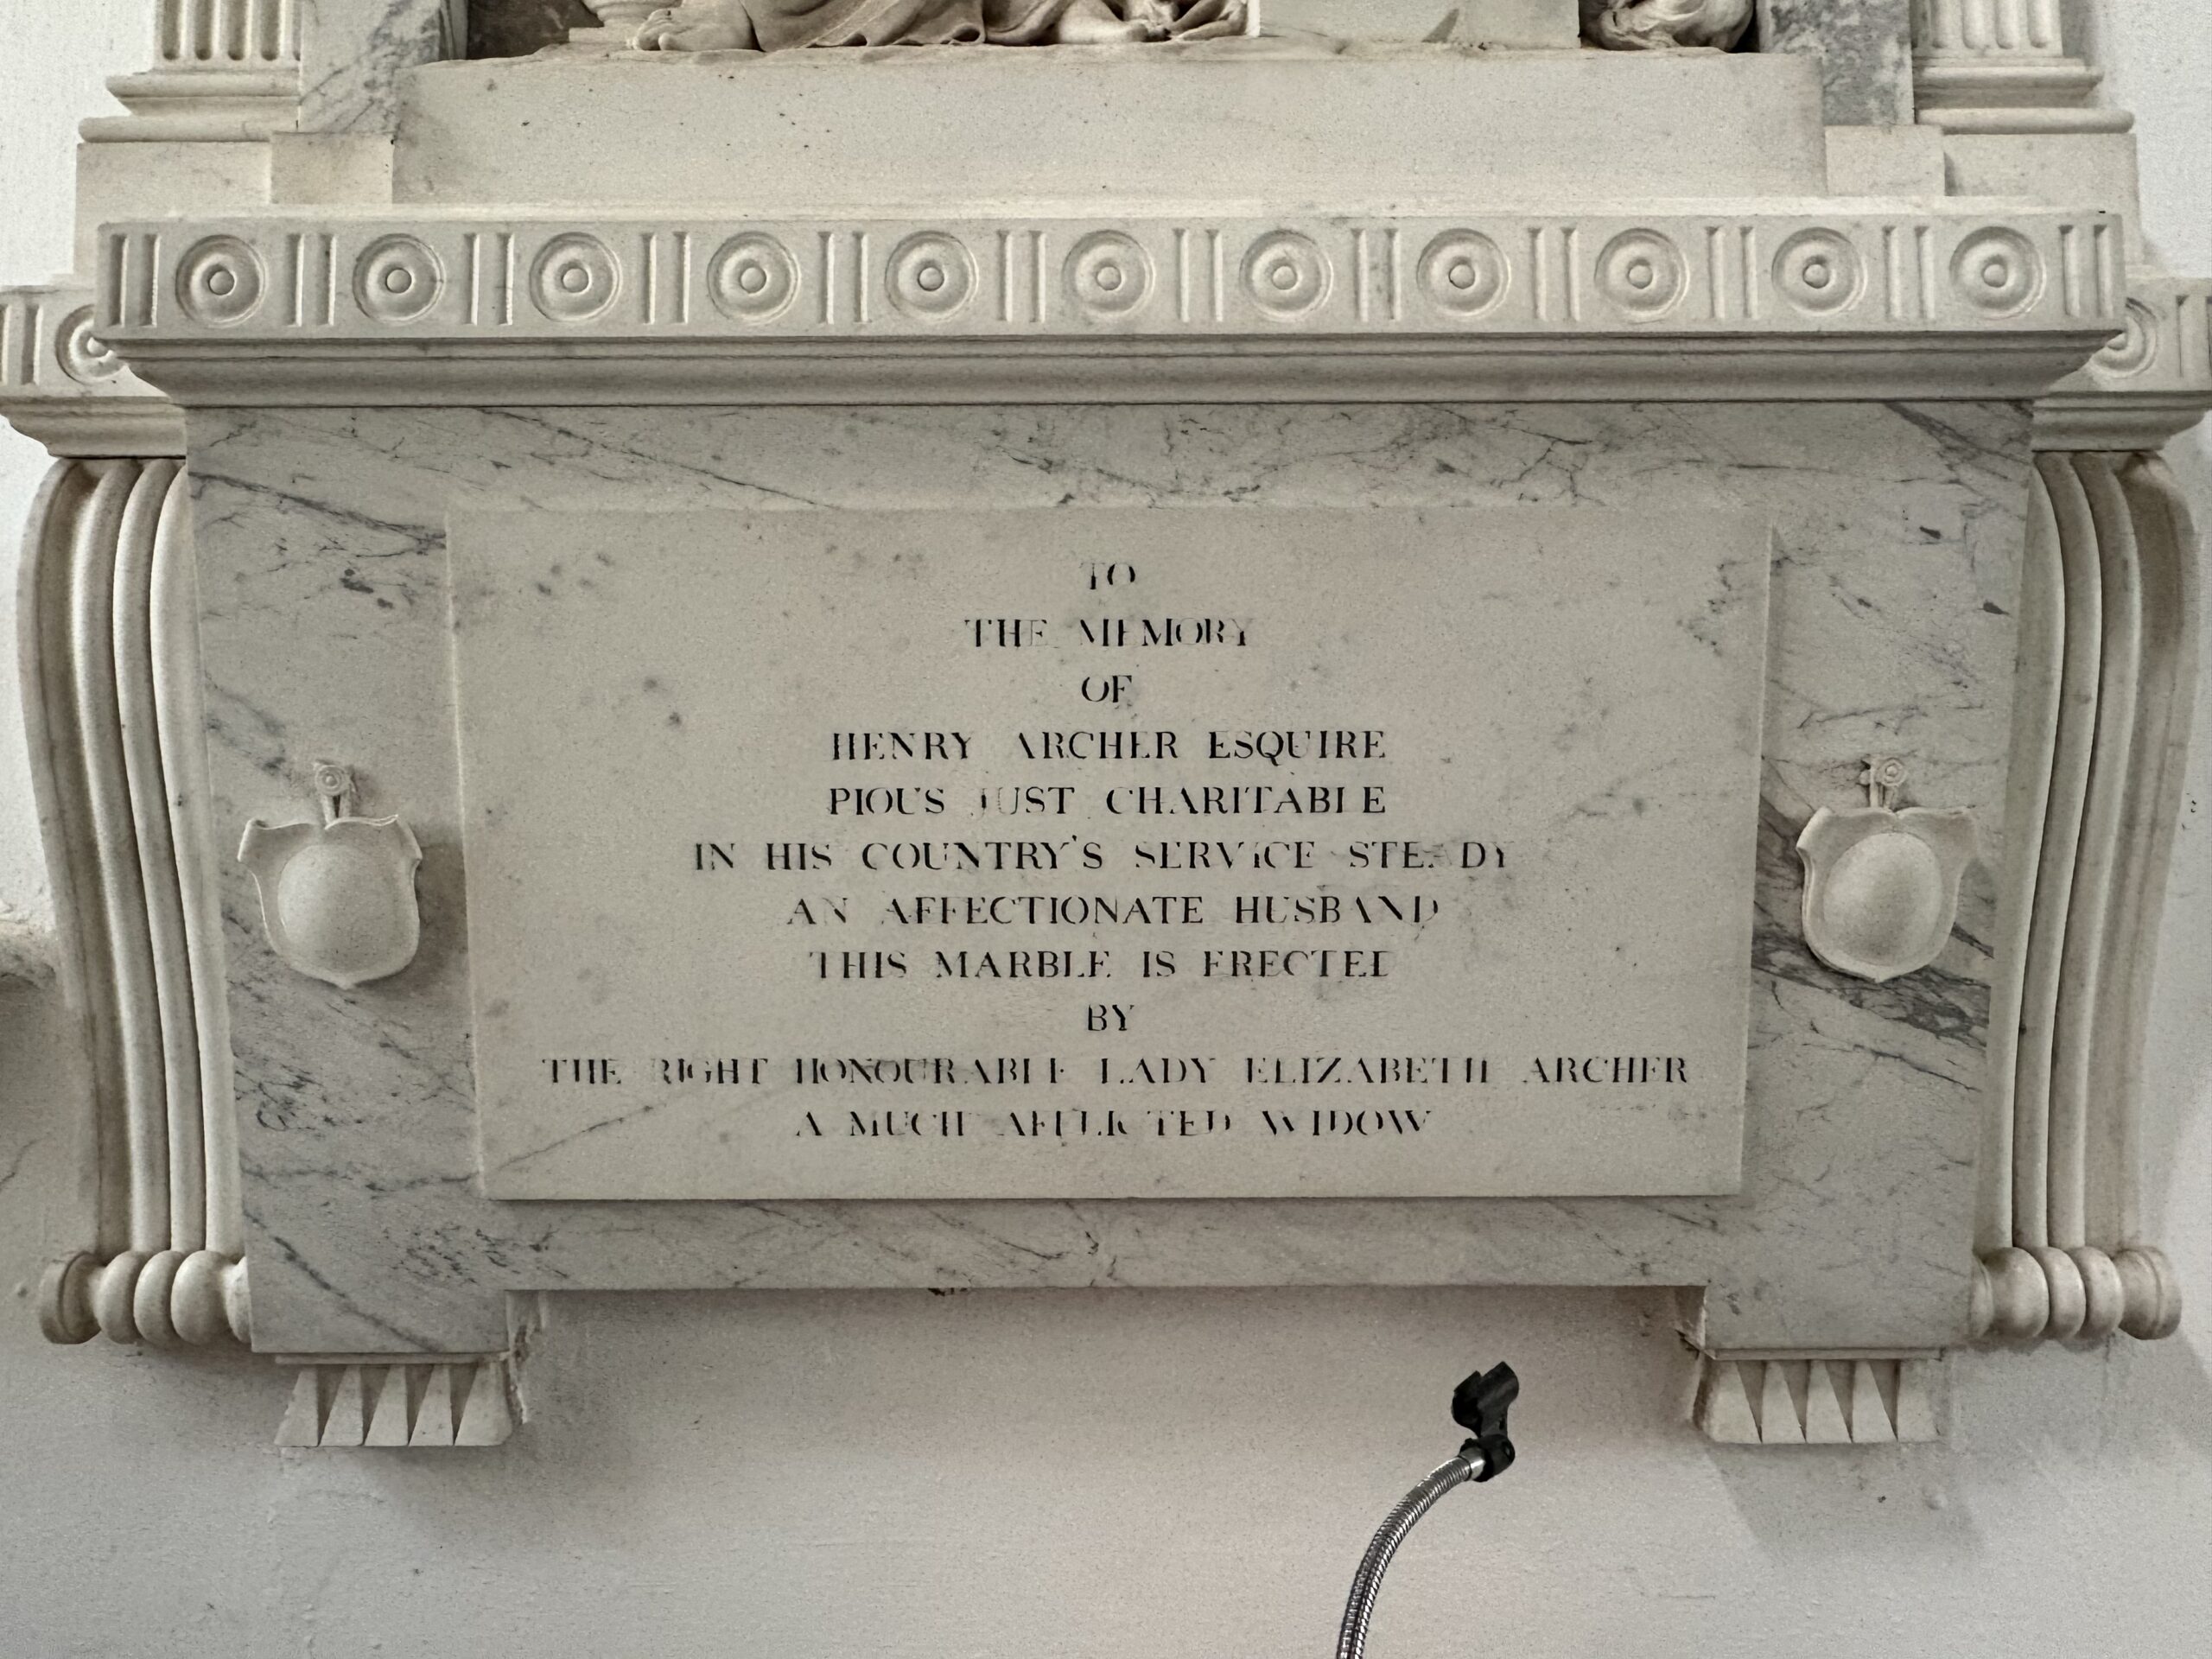 TO
THE MEMORY
OF
HENRY ARCHER ESQUIRE
PIOUS JUST CHARITABLE
IN HIS COUNTRY'S SERVICE STEADY
AN AFFECTIONATE HUSBAND
THIS MARBLE IS ERECTED
BY
THE RIGHT HONOURABLE LADY ELIZABETH ARCHER
A MUCH AFFLICTED WIDOW